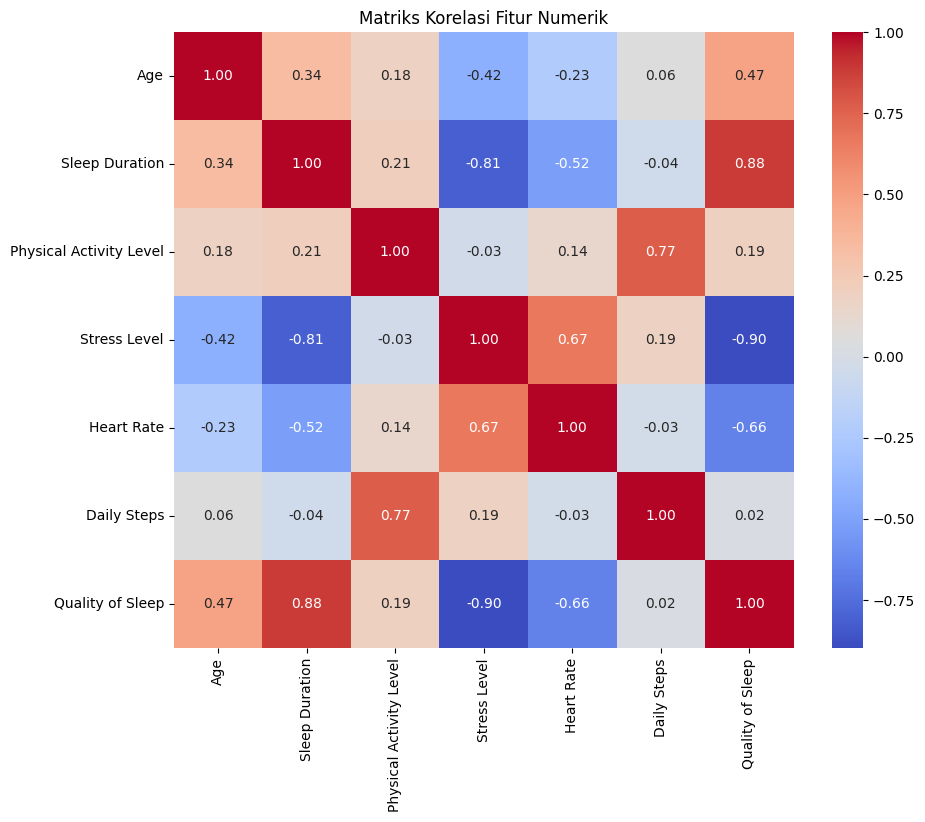 Matriks Korelasi Fitur Numerik
Age 1.00 0.34 0.18 -0.42 -0.23 0.06 0.47
Sleep Duration 0.34 1.00 0.21 -0.81 -0.52 -0.04 0.88
Physical Activity Level 0.18 0.21 1.00 -0.03 0.14 0.77 0.19
Stress Level -0.42 -0.81 -0.03 1.00 0.67 0.19 -0.90
Heart Rate -0.23 -0.52 0.14 0.67 1.00 -0.03 -0.66
Daily Steps 0.06 -0.04 0.77 0.19 -0.03 1.00 0.02
Quality of Sleep 0.47 0.88 0.19 -0.90 -0.66 0.02 1.00
Age
Sleep Duration
Physical Activity Level
Stress Level
Heart Rate
Daily Steps
Quality of Sleep
1.00
0.75
0.50
0.25
0.00
−0.25
−0.50
−0.75